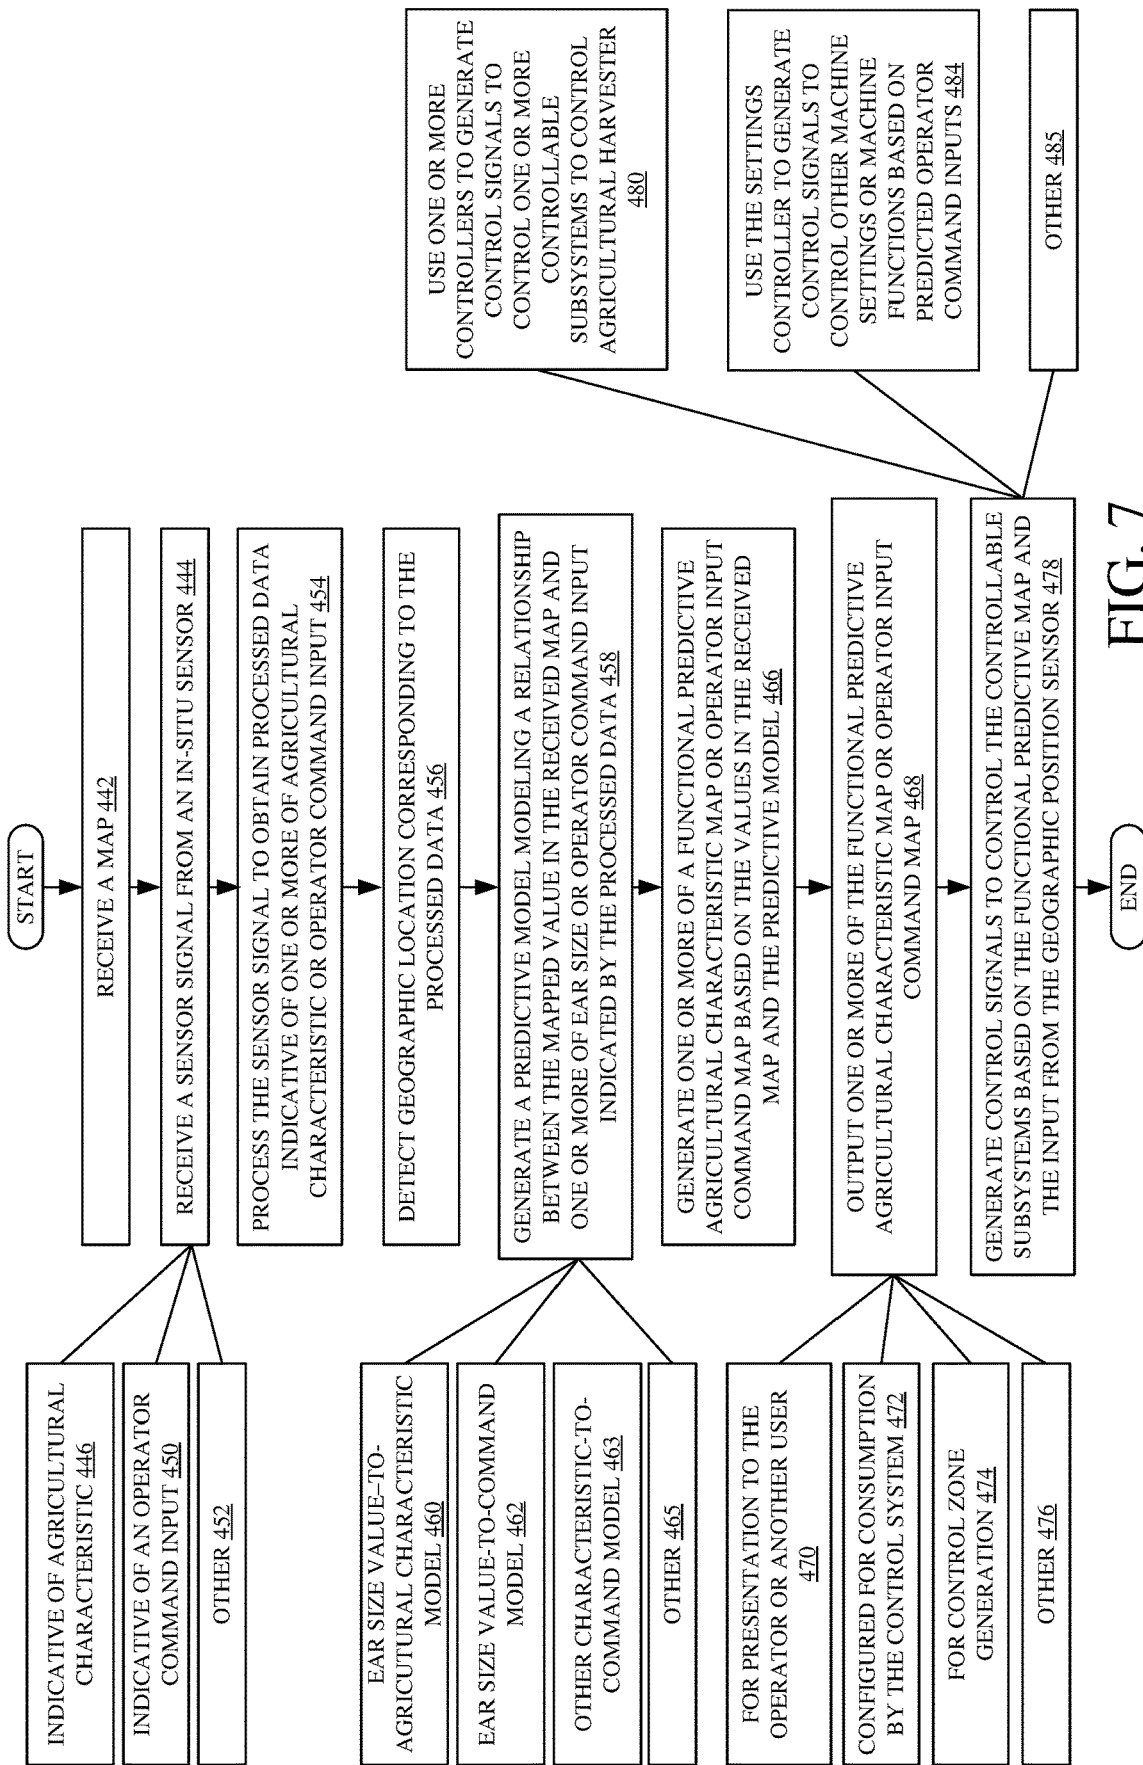 START
RECEIVE A MAP 442
RECEIVE A SENSOR SIGNAL FROM AN IN-SITU SENSOR 444
INDICATIVE OF AGRICULTURAL
CHARACTERISTIC 446
INDICATIVE OF AN OPERATOR
COMMAND INPUT 450
OTHER 452
PROCESS THE SENSOR SIGNAL TO OBTAIN PROCESSED DATA
INDICATIVE OF ONE OR MORE OF AGRICULTURAL
CHARACTERISTIC OR OPERATOR COMMAND INPUT 454
DETECT GEOGRAPHIC LOCATION CORRESPONDING TO THE
PROCESSED DATA 456
GENERATE A PREDICTIVE MODEL MODELING A RELATIONSHIP
BETWEEN THE MAPPED VALUE IN THE RECEIVED MAP AND
ONE OR MORE OF EAR SIZE OR OPERATOR COMMAND INPUT
INDICATED BY THE PROCESSED DATA 458
EAR SIZE VALUE–TO-
AGRICUTURAL CHARACTERISTIC
MODEL 460
EAR SIZE VALUE-TO-COMMAND
MODEL 462
OTHER CHARACTERISTIC-TO-
COMMAND MODEL 463
OTHER 465
GENERATE ONE OR MORE OF A FUNCTIONAL PREDICTIVE
AGRICULTURAL CHARACTERISTIC MAP OR OPERATOR INPUT
COMMAND MAP BASED ON THE VALUES IN THE RECEIVED
MAP AND THE PREDICTIVE MODEL 466
OUTPUT ONE OR MORE OF THE FUNCTIONAL PREDICTIVE
AGRICULTURAL CHARACTERISTIC MAP OR OPERATOR INPUT
COMMAND MAP 468
FOR PRESENTATION TO THE
OPERATOR OR ANOTHER USER
470
CONFIGURED FOR CONSUMPTION
BY THE CONTROL SYSTEM 472
FOR CONTROL ZONE
GENERATION 474
OTHER 476
GENERATE CONTROL SIGNALS TO CONTROL THE CONTROLLABLE
SUBSYSTEMS BASED ON THE FUNCTIONAL PREDICTIVE MAP AND
THE INPUT FROM THE GEOGRAPHIC POSITION SENSOR 478
USE ONE OR MORE
CONTROLLERS TO GENERATE
CONTROL SIGNALS TO
CONTROL ONE OR MORE
CONTROLLABLE
SUBSYSTEMS TO CONTROL
AGRICULTURAL HARVESTER
480
USE THE SETTINGS
CONTROLLER TO GENERATE
CONTROL SIGNALS TO
CONTROL OTHER MACHINE
SETTINGS OR MACHINE
FUNCTIONS BASED ON
PREDICTED OPERATOR
COMMAND INPUTS 484
OTHER 485
END
FIG. 7